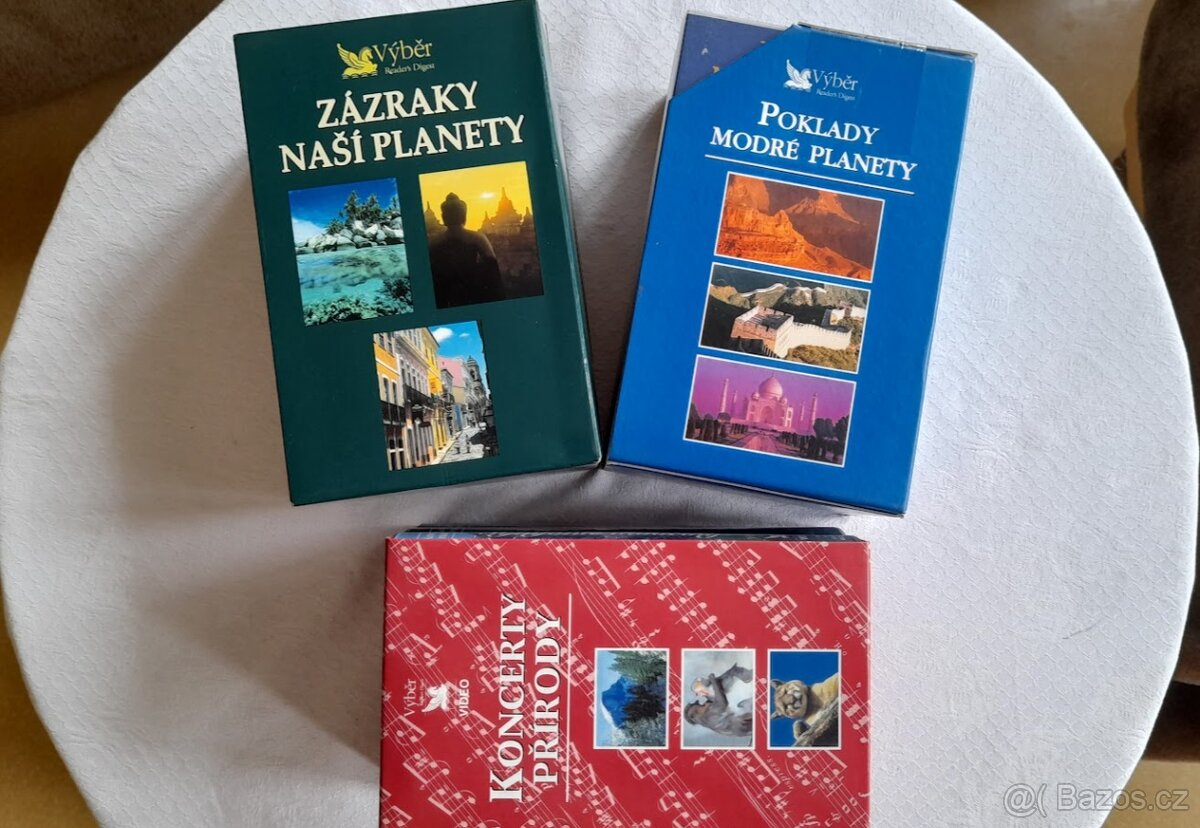 Výběr
Reader's Digest
ZÁZRAKY
NAŠÍ PLANETY
Výběr
Reader's Digest
POKLADY
MODRÉ PLANETY
Výběr
VIDEO
KONCERTY
PŘÍRODY
@( Bazos.cz